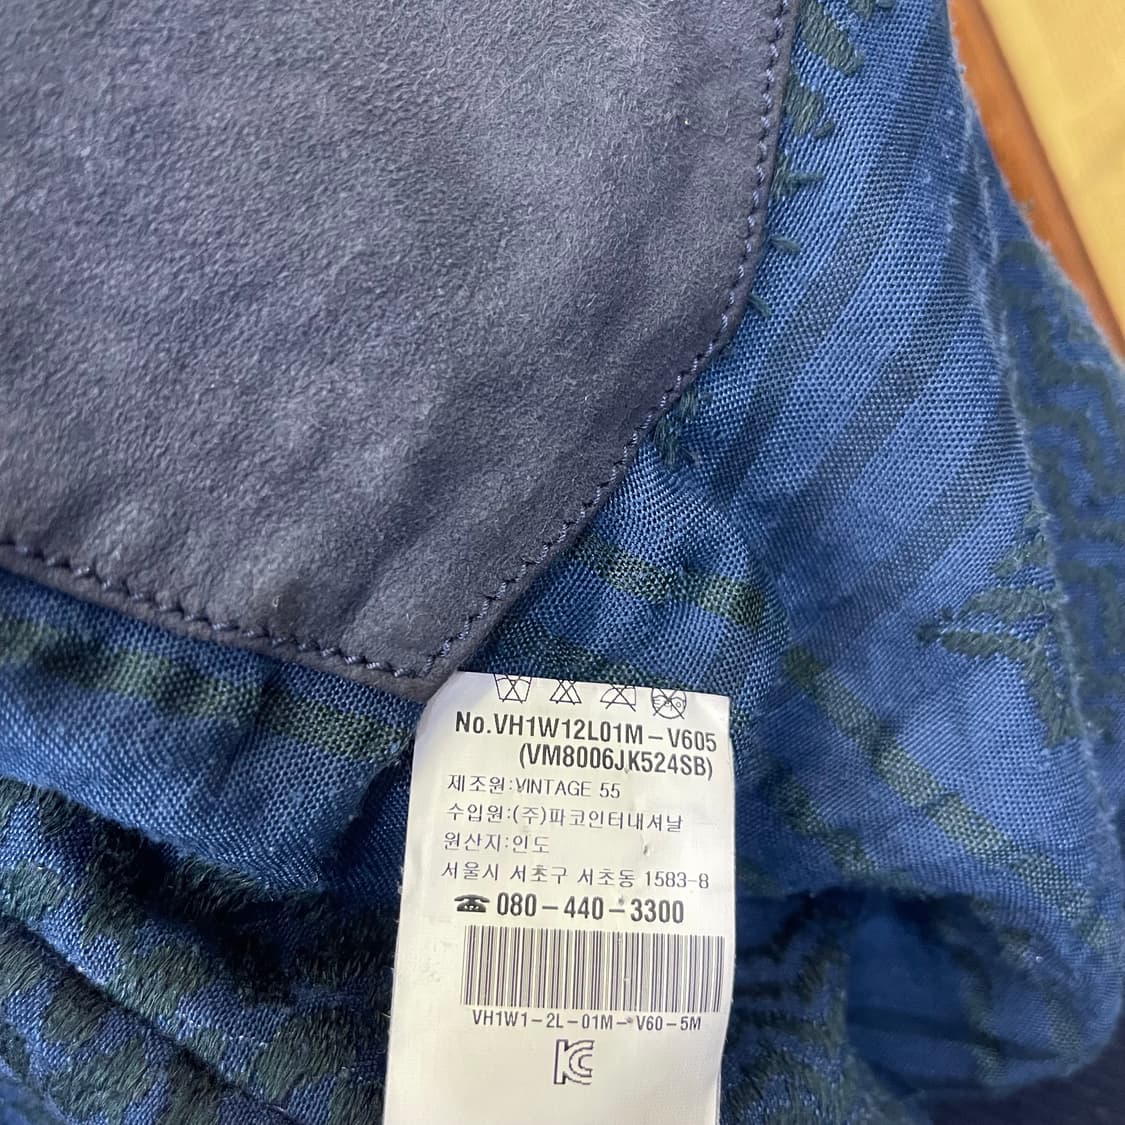 No.VH1W12L01M-V605
(VM8006JK524SB)
제조원:VINTAGE 55
수입원:(주)파코인터내셔날
원산지:인도
서울시 서초구 서초동 1583-8
☎ 080-440-3300
VH1W1-2L-01M-V60-5M
KC